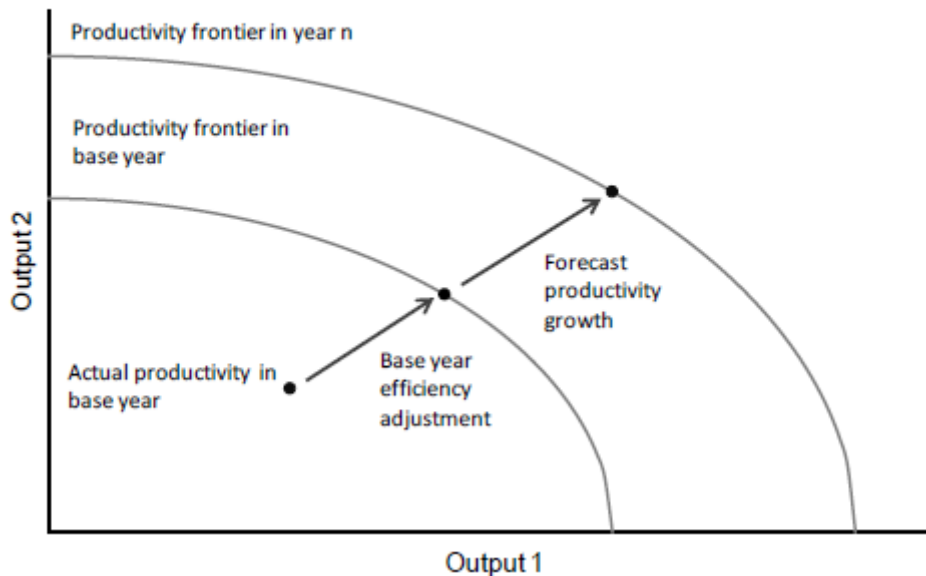 Productivity frontier in year n
Productivity frontier in
base year
Output 2
Forecast
productivity
growth
Base year
efficiency
adjustment
Actual productivity in
base year
Output 1